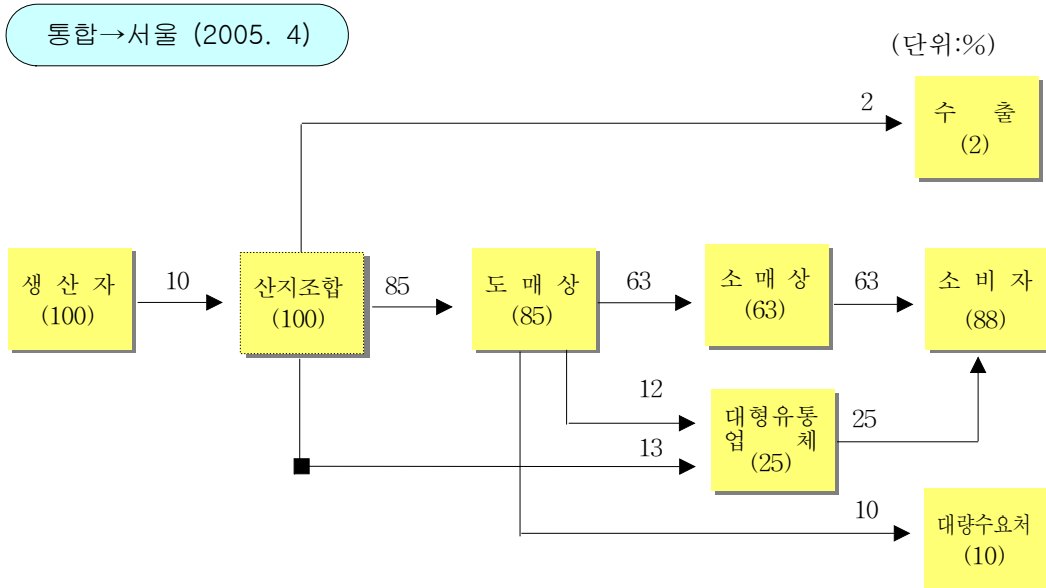 통합→서울 (2005. 4)
(단위:%)
2
수 출
(2)
생 산 자
(100)
10
산지조합
(100)
85
도 매 상
(85)
63
소 매 상
(63)
63
소 비 자
(88)
12
13
대형유통
업 체
(25)
25
10
대량수요처
(10)